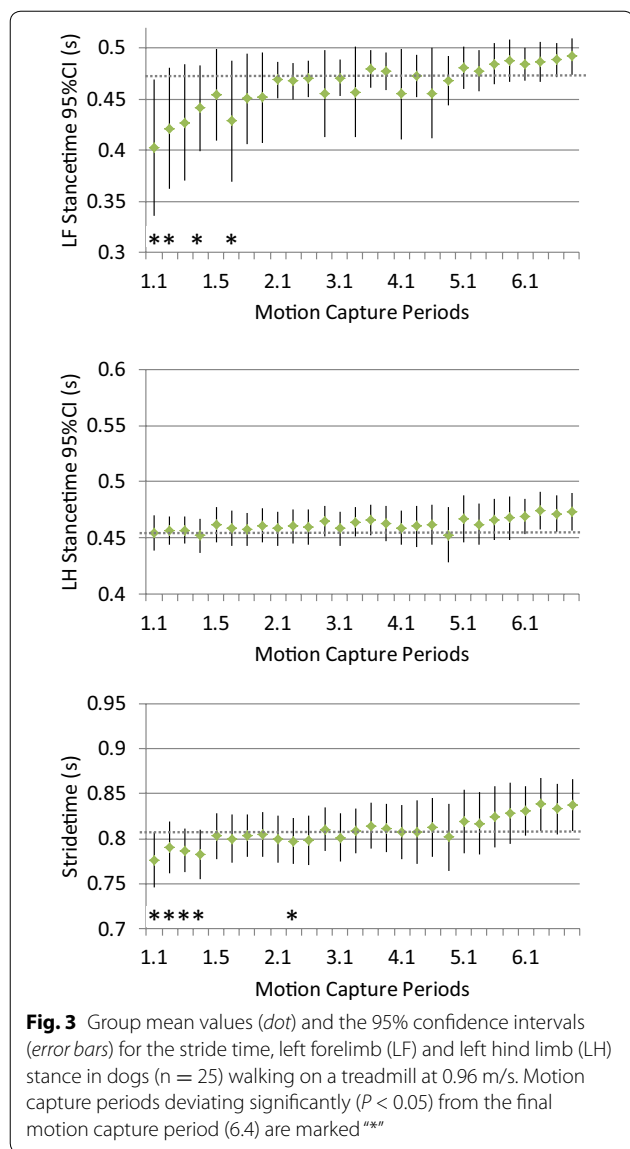 LF Stancetime 95%CI (s)
0.5
0.45
0.4
0.35
0.3
** * *
1.1 1.5 2.1 3.1 4.1 5.1 6.1
Motion Capture Periods
LH Stancetime 95%CI (s)
0.6
0.55
0.5
0.45
0.4
1.1 1.5 2.1 3.1 4.1 5.1 6.1
Motion Capture Periods
Stridetime (s)
0.95
0.9
0.85
0.8
0.75
0.7
**** *
1.1 1.5 2.1 3.1 4.1 5.1 6.1
Motion Capture Periods
Fig. 3 Group mean values (dot) and the 95% confidence intervals
(error bars) for the stride time, left forelimb (LF) and left hind limb (LH)
stance in dogs (n = 25) walking on a treadmill at 0.96 m/s. Motion
capture periods deviating significantly (P < 0.05) from the final
motion capture period (6.4) are marked “*”